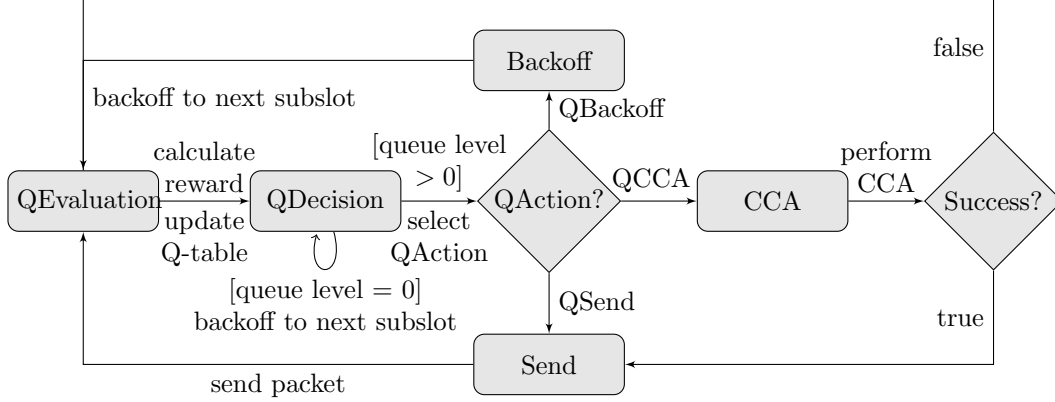 false
Backoff
backoff to next subslot
QBackoff
calculate
reward
[queue level
> 0]
perform
CCA
QEvaluation
QDecision
QAction?
QCCA
CCA
Success?
update
Q-table
select
QAction
[queue level = 0]
backoff to next subslot
QSend
true
Send
send packet